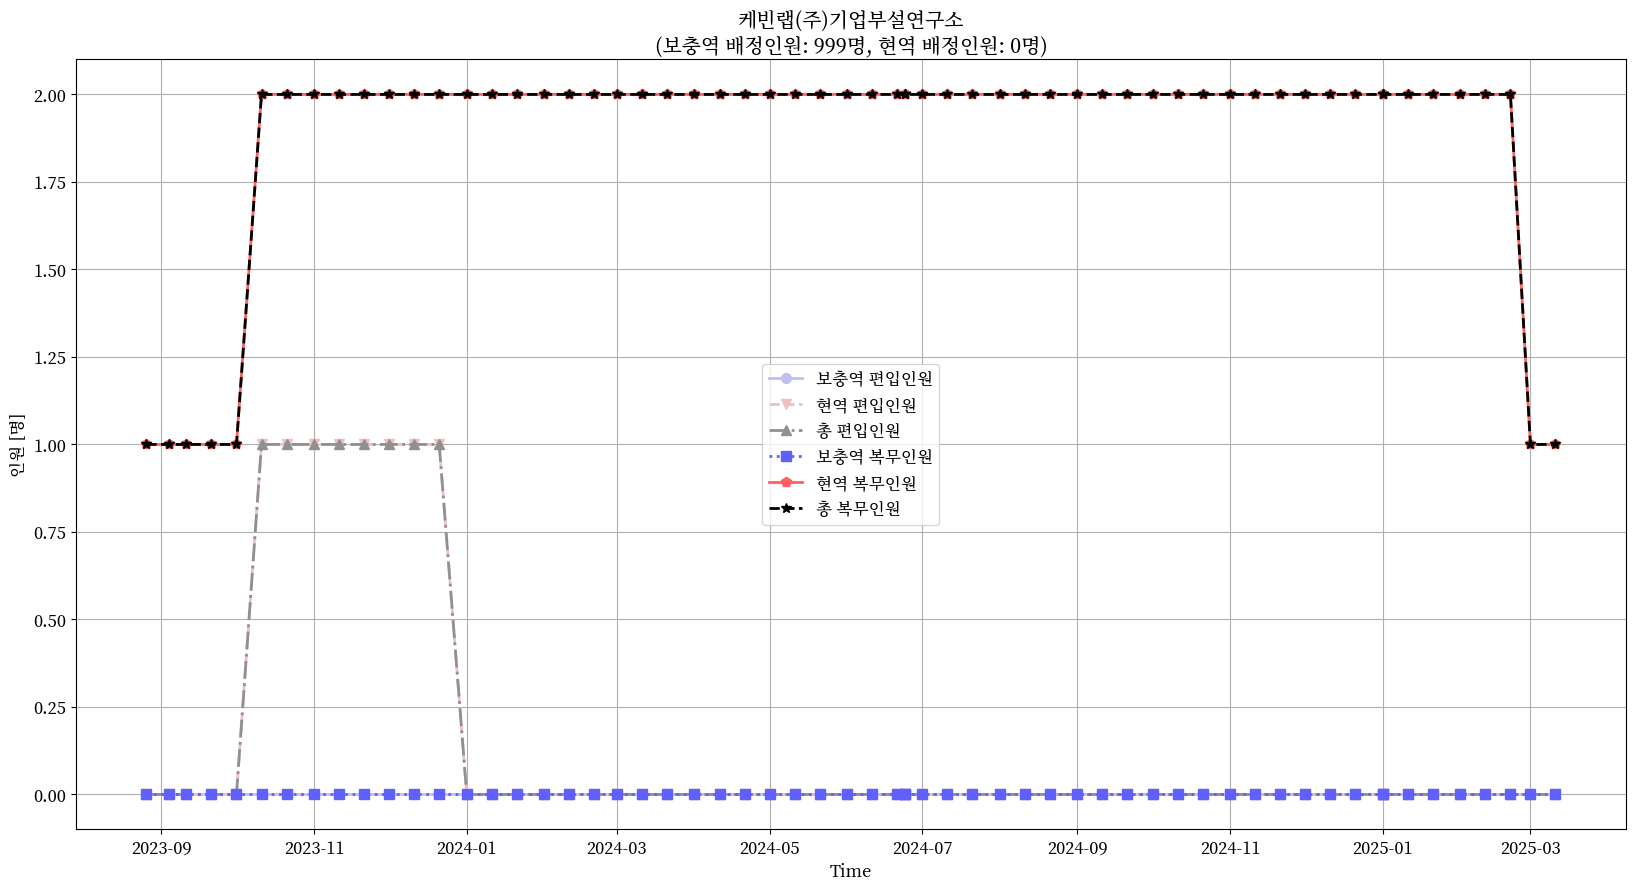 케빈랩(주)기업부설연구소
(보충역 배정인원: 999명, 현역 배정인원: 0명)
인원 [명]
2.00
1.75
1.50
1.25
1.00
0.75
0.50
0.25
0.00
보충역 편입인원
현역 편입인원
총 편입인원
보충역 복무인원
현역 복무인원
총 복무인원
2023-09
2023-11
2024-01
2024-03
2024-05
2024-07
2024-09
2024-11
2025-01
2025-03
Time